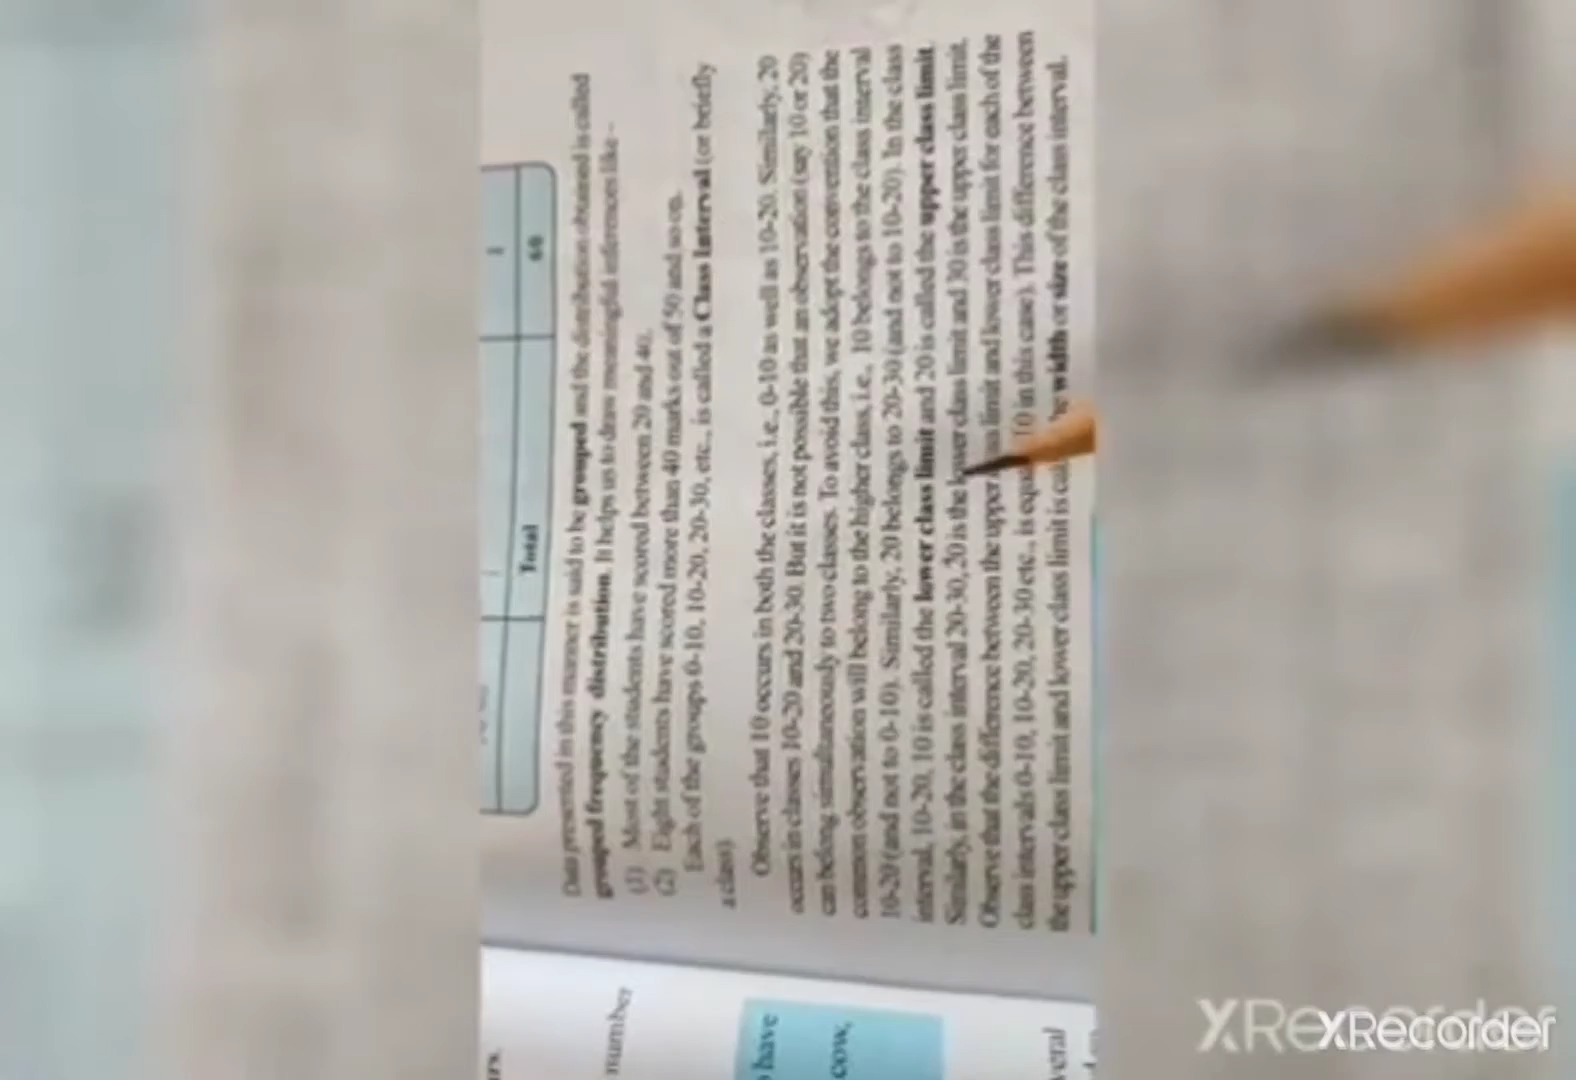 1
Total 60
Data presented in this manner is said to be grouped and the distribution obtained is called
grouped frequency distribution. It helps us to draw meaningful inferences like –
(1) Most of the students have scored between 20 and 40.
(2) Eight students have scored more than 40 marks out of 50 and so on.
Each of the groups 0-10, 10-20, 20-30, etc., is called a Class Interval (or briefly
a class).
Observe that 10 occurs in both the classes, i.e., 0-10 as well as 10-20. Similarly, 20
occurs in classes 10-20 and 20-30. But it is not possible that an observation (say 10 or 20)
can belong simultaneously to two classes. To avoid this, we adopt the convention that the
common observation will belong to the higher class, i.e., 10 belongs to the class interval
10-20 (and not to 0-10). Similarly, 20 belongs to 20-30 (and not to 10-20). In the class
interval, 10-20, 10 is called the lower class limit and 20 is called the upper class limit.
Similarly, in the class interval 20-30, 20 is the lower class limit and 30 is the upper class limit.
Observe that the difference between the upper limit and lower class limit for each of the
class intervals 0-10, 10-20, 20-30 etc., is 10 in this case). This difference between
the upper class limit and lower class limit is width or size of the class interval.
number
have
cow,
XRecorder
XRecorder